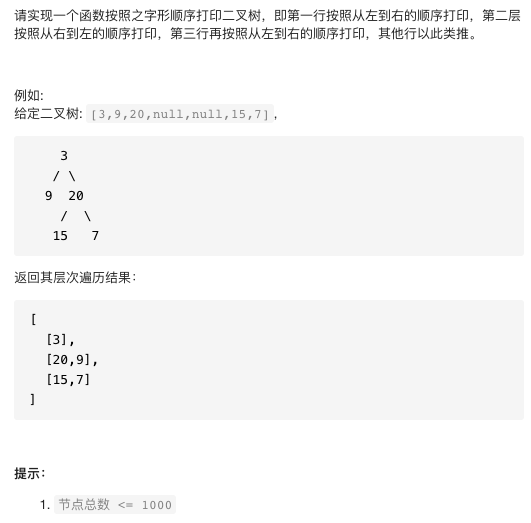 请实现一个函数按照之字形顺序打印二叉树，即第一行按照从左到右的顺序打印，第二层
按照从右到左的顺序打印，第三行再按照从左到右的顺序打印，其他行以此类推。
例如:
给定二叉树: [3,9,20,null,null,15,7],
3
/ \
9 20
/ \
15 7
返回其层次遍历结果：
[
[3],
[20,9],
[15,7]
]
提示：
1. 节点总数 <= 1000